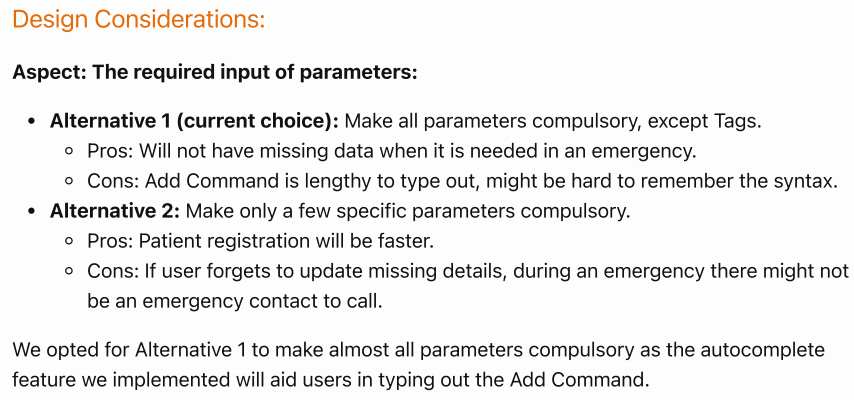 Design Considerations:
Aspect: The required input of parameters:
• Alternative 1 (current choice): Make all parameters compulsory, except Tags.
◦ Pros: Will not have missing data when it is needed in an emergency.
◦ Cons: Add Command is lengthy to type out, might be hard to remember the syntax.
• Alternative 2: Make only a few specific parameters compulsory.
◦ Pros: Patient registration will be faster.
◦ Cons: If user forgets to update missing details, during an emergency there might not
be an emergency contact to call.
We opted for Alternative 1 to make almost all parameters compulsory as the autocomplete
feature we implemented will aid users in typing out the Add Command.